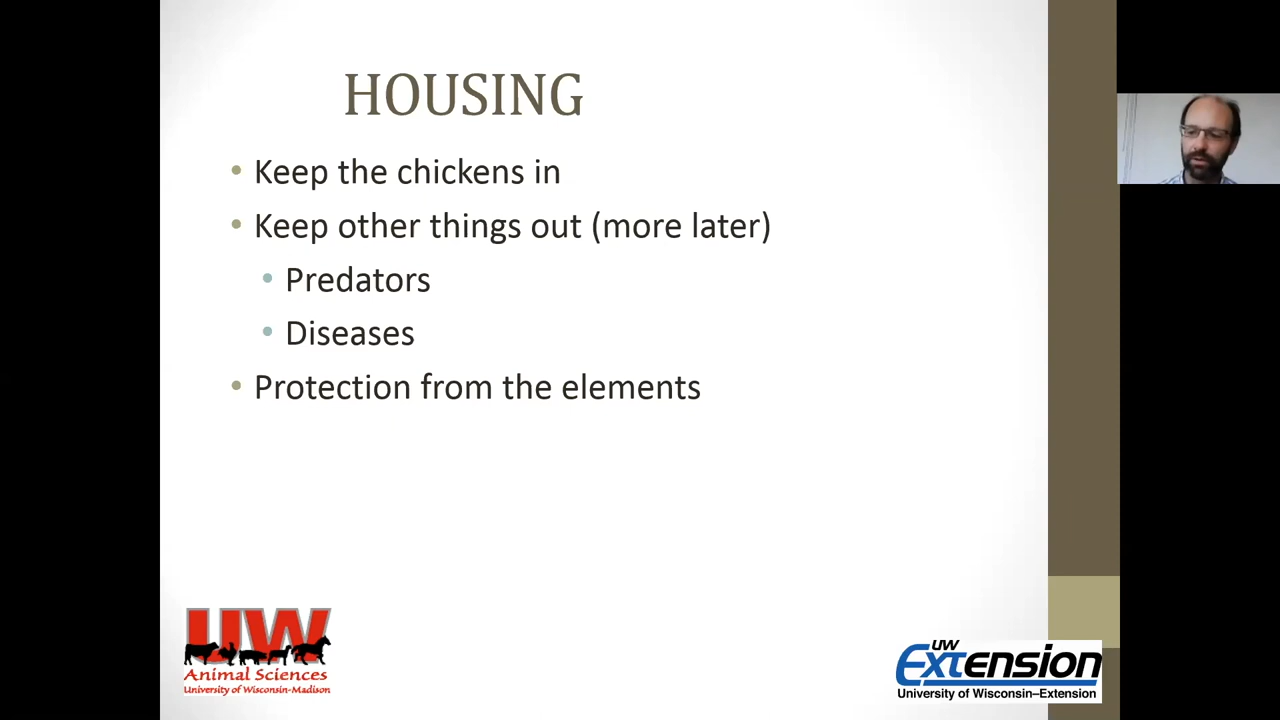 HOUSING
• Keep the chickens in
• Keep other things out (more later)
• Predators
• Diseases
• Protection from the elements
UW
Animal Sciences
University of Wisconsin-Madison
UW
Extension
University of Wisconsin–Extension